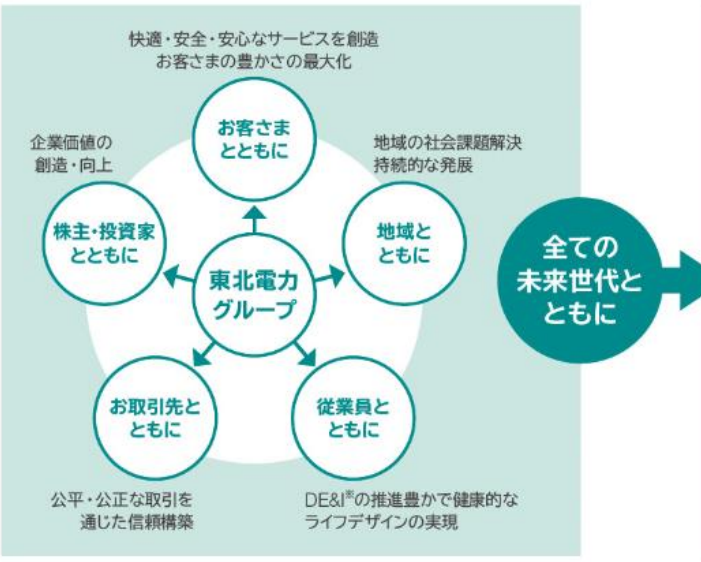 快適・安全・安心なサービスを創造
お客さまの豊かさの最大化
お客さま
とともに
企業価値の
創造・向上
地域の社会課題解決
持続的な発展
株主・投資家
とともに
地域と
ともに
東北電力
グループ
全ての
未来世代と
ともに
お取引先と
ともに
従業員と
ともに
公平・公正な取引を
通じた信頼構築
DE&I※の推進豊かで健康的な
ライフデザインの実現